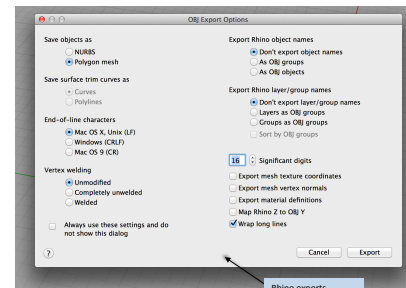 OBJ Export Options
Save objects as
NURBS
Polygon mesh
Save surface trim curves as
Curves
Polylines
End-of-line characters
Mac OS X, Unix (LF)
Windows (CRLF)
Mac OS 9 (CR)
Vertex welding
Unmodified
Completely unwelded
Welded
Always use these settings and do
not show this dialog
?
Export Rhino object names
Don't export object names
As OBJ groups
As OBJ objects
Export Rhino layer/group names
Don't export layer/group names
Layers as OBJ groups
Groups as OBJ groups
Sort by OBJ groups
16 Significant digits
Export mesh texture coordinates
Export mesh vertex normals
Export material definitions
Map Rhino Z to OBJ Y
Wrap long lines
Cancel Export
Rhino exports